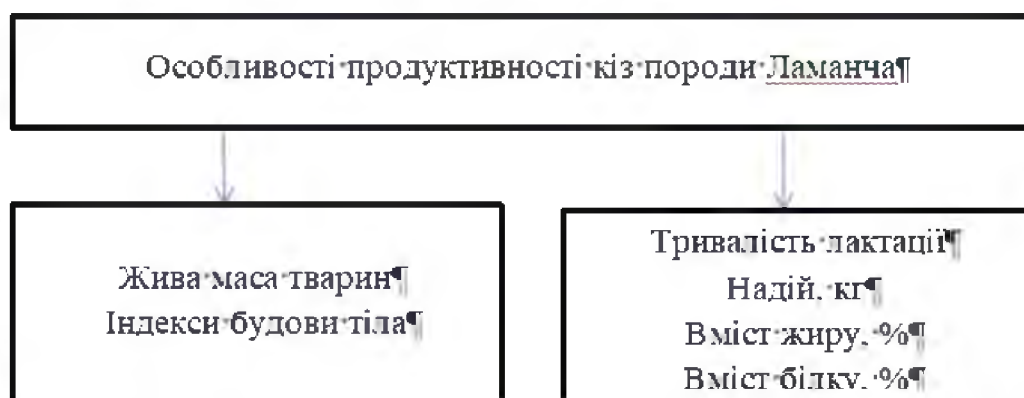 Особливості продуктивності кіз породи Ламанча
Жива маса тварин
Індекси будови тіла
Тривалість лактації
Надій, кг
Вміст жиру, %
Вміст білку, %